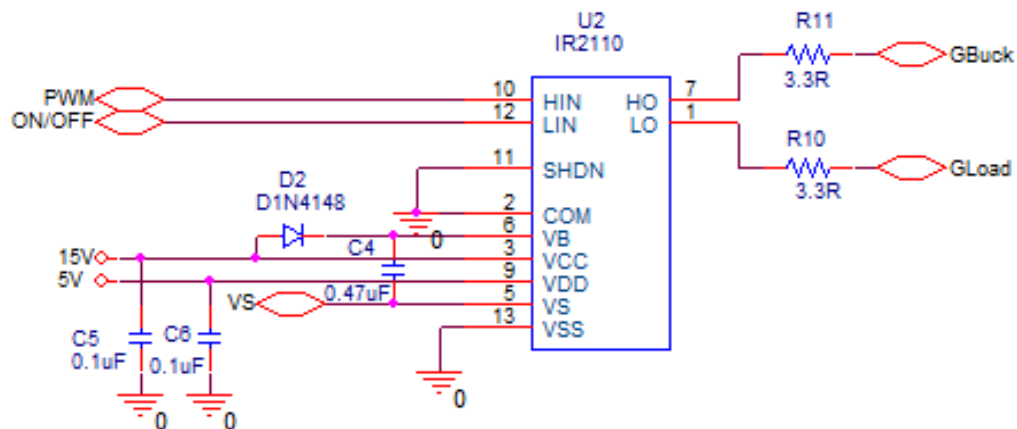 U2
IR2110
R11
3.3R
GBuck
PWM
ON/OFF
10
12
HIN
LIN
HO
LO
7
1
R10
3.3R
GLoad
11
SHDN
D2
D1N4148
2
COM
0
6
VB
C4
0.47uF
15V
3
VCC
5V
9
VDD
VS
5
VS
13
VSS
C5
0.1uF
C6
0.1uF
0
0
0